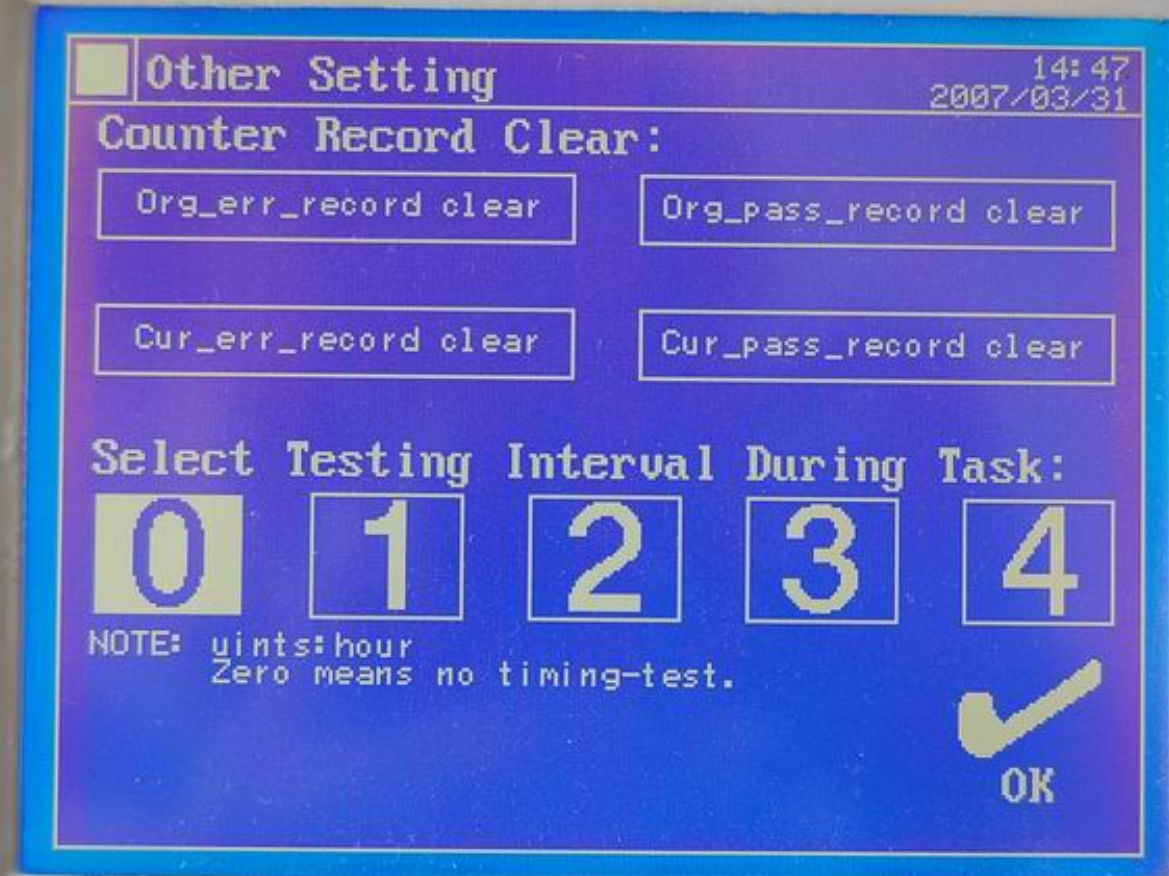 Other Setting
14:47
2007/03/31
Counter Record Clear:
Org_err_record clear
Org_pass_record clear
Cur_err_record clear
Cur_pass_record clear
Select Testing Interval During Task:
0 1 2 3 4
NOTE: uints:hour
Zero means no timing-test.
OK